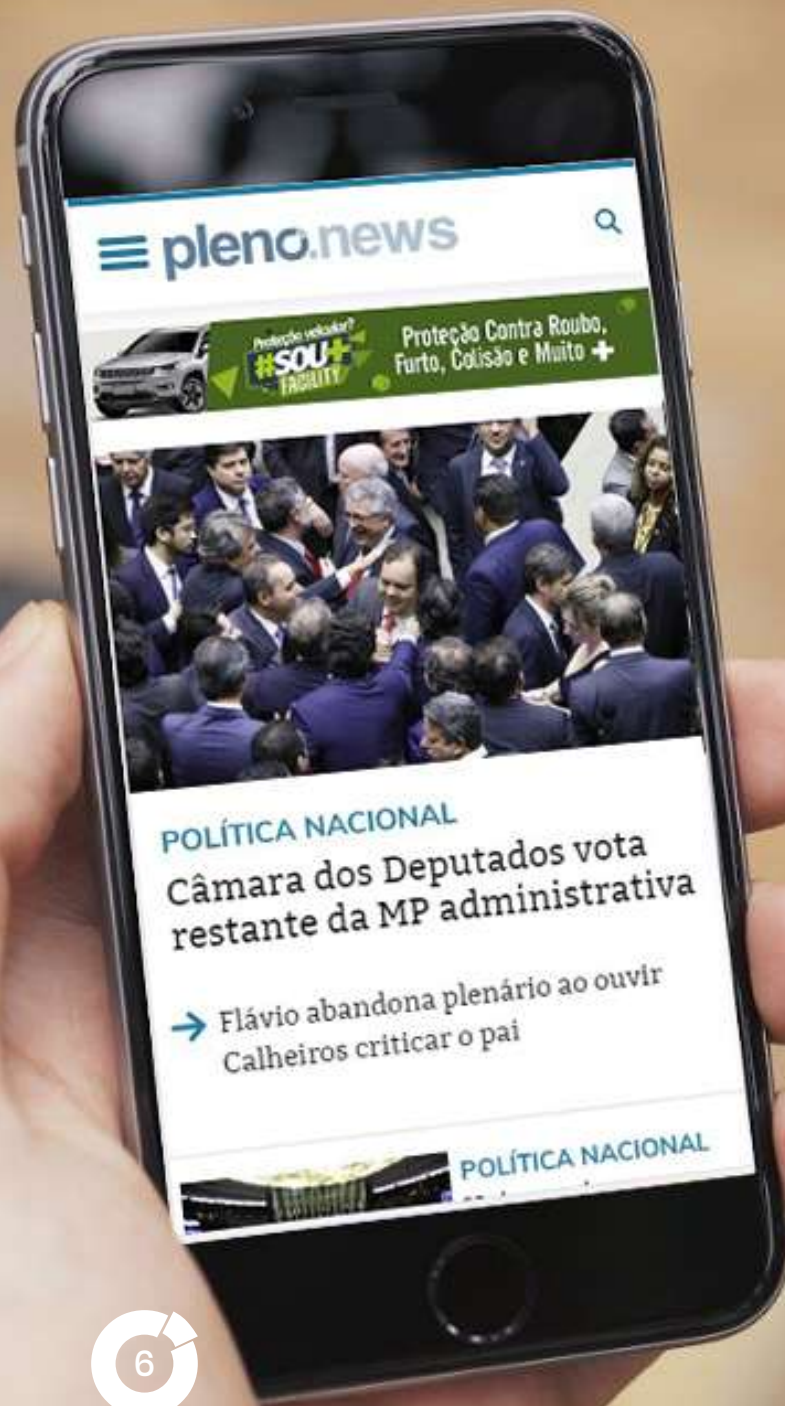 pleno.news
Proteção veicular?
#SOU+
FACILITY
Proteção Contra Roubo,
Furto, Colisão e Muito +
POLÍTICA NACIONAL
Câmara dos Deputados vota
restante da MP administrativa
Flávio abandona plenário ao ouvir
Calheiros criticar o pai
POLÍTICA NACIONAL
6